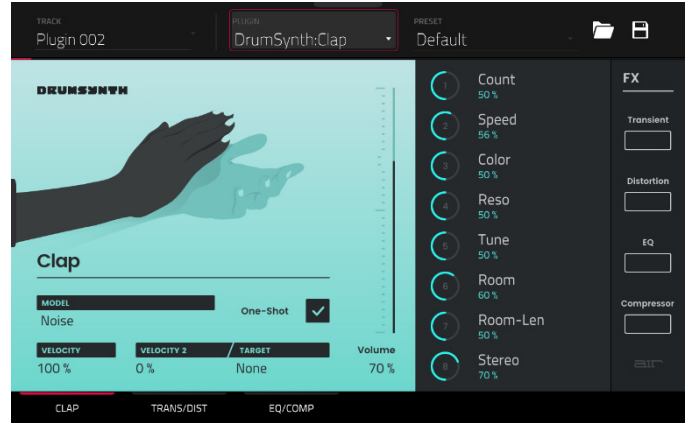 TRACK
Plugin 002
PLUGIN
DrumSynth:Clap
PRESET
Default
DRUMSYNTH
Clap
MODEL
Noise
One-Shot
VELOCITY
100 %
VELOCITY 2
0 %
TARGET
None
Volume
70 %
1
Count
50 %
2
Speed
56 %
3
Color
50 %
4
Reso
50 %
5
Tune
50 %
6
Room
60 %
7
Room-Len
50 %
8
Stereo
70 %
FX
Transient
Distortion
EQ
Compressor
air
CLAP
TRANS/DIST
EQ/COMP